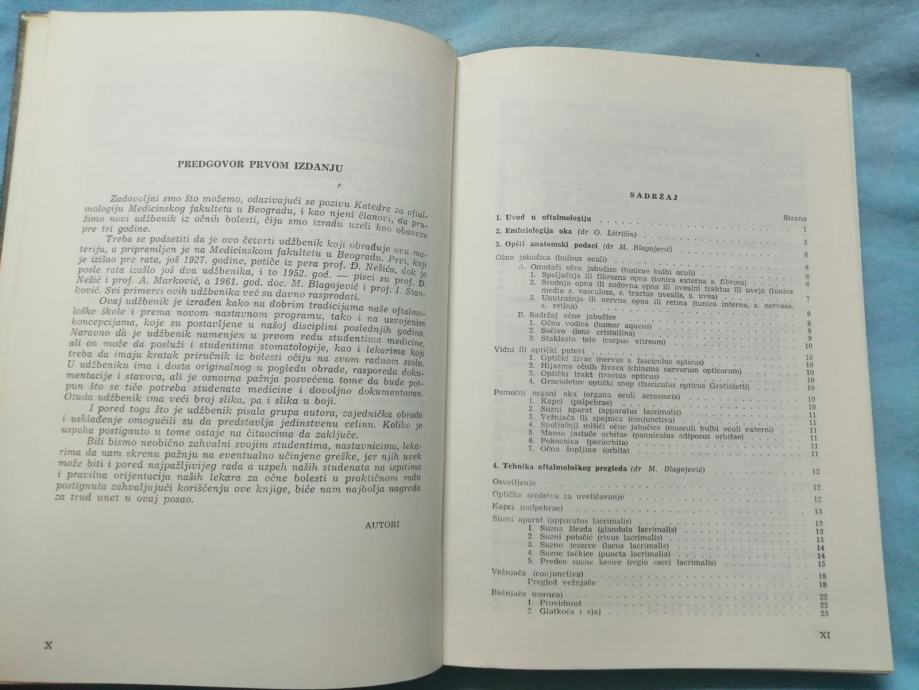 PREDGOVOR PRVOM IZDANJU
Zadovoljni smo što možemo, odazivajući se pozivu Katedre za oftal-
mologiju Medicinskog fakulteta u Beogradu, i kao njeni članovi, da pru-
žimo novi udžbenik iz očnih bolesti, čiju smo izradu uzeli kao obavezu
pre tri godine.
Treba se podsetiti da je ovo četvrti udžbenik koji obrađuje ovu ma-
teriju, a pripremljen je na Medicinskom fakultetu u Beogradu. Prvi, koji
je izišao pre rata, još 1927. godine, potiče iz pera prof. Đ. Nešića, dok je
posle rata izašlo još dva udžbenika, i to 1952. god. — pisci su prof. Đ.
Nešić i prof. A. Marković, a 1961. god. doc. M. Blagojević i prof. I. Stan-
ković. Svi primerci ovih udžbenika već su davno rasprodati.
Ovaj udžbenik je izrađen kako na dobrim tradicijama naše oftalmo-
loške škole i prema novom nastavnom programu, tako i na usvojenim
koncepcijama, koje su postavljene u našoj disciplini poslednjih godina.
Naravno da je udžbenik namenjen u prvom redu studentima medicine,
ali on može da posluži i studentima stomatologije, kao i lekarima koji
treba da imaju kratak priručnik iz bolesti očiju na svom radnom stolu.
U udžbeniku ima i dosta originalnog u pogledu obrade, rasporeda doku-
mentacije i stavova, ali je osnovna pažnja posvećena tome da bude pot-
pun što se tiče potreba studenata medicine i dovoljno dokumentovan.
Otuda udžbenik ima veći broj slika, pa i slika u boji.
I pored toga što je udžbenik pisala grupa autora, zajednička obrada
i usklađenje omogućili su da predstavlja jedinstvenu celinu. Koliko je
uspeha postignuto u tome ostaje na čitaocima da zaključe.
Bili bismo neobično zahvalni svojim studentima, nastavnicima, leka-
rima da nam skrenu pažnju na eventualno učinjene greške, jer njih uvek
može biti i pored najpažljivijeg rada a uspeh naših studenata na ispitima
i pravilna orijentacija naših lekara za očne bolesti u praktičnom radu
postignuta zahvaljujući korišćenju ove knjige, biće nam najbolja nagrada
za trud unet u ovaj posao.
AUTORI
X
SADRŽAJ
Strana
1. Uvod u oftalmologiju 1
2. Embriologija oka (dr O. Litričin) 3
3. Opšti anatomski podaci (dr M. Blagojević) 6
Očna jabučica (bulbus oculi) 6
A. Omotači očne jabučice (tunicae bulbi oculi) 6
1. Spoljašnja ili fibrozna opna (tunica externa s. fibrosa) 6
2. Srednja opna ili sudovna opna ili uvealni traktus ili uveja (tunica
media s. vasculosa, s. tractus uvealis, s. uvea) 7
3. Unutrašnja ili nervna opna ili retina (tunica interna, s. nervosa,
s. retina) 9
B. Sadržaj očne jabučice 9
1. Očna vodica (humor aqueus) 9
2. Sočivo (lens cristallina) 9
3. Staklasto telo (corpus vitreum) 9
Vidni ili optički putevi 10
1. Optički živac (nervus s. fasciculus opticus) 10
2. Hijazma očnih živaca (chiasma nervorum opticorum) 10
3. Optički trakt (tractus opticus) 10
4. Gracioletov optički snop (fasciculus opticus Gratioleti) 10
Pomoćni organi oka (organa oculi accessoria) 10
1. Kapci (palpebrae) 10
2. Suzni aparat (apparatus lacrimalis) 11
3. Vežnjača ili spojnica (conjunctiva) 11
4. Spoljašnji mišići očne jabučice (musculi bulbi oculi externi) 11
5. Masno jastuče orbitae (panniculus adiposus orbitae) 11
6. Pokosnica (periorbita) 11
7. Očna šupljina (orbita) 11
4. Tehnika oftalmološkog pregleda (dr M. Blagojević) 12
Osvetljenje 12
Optička sredstva za uveličavanje 12
Kapci (palpebrae) 13
Suzni aparat (apparatus lacrimalis) 13
1. Suzna žlezda (glandula lacrimalis) 13
2. Suzni potočić (rivus lacrimalis) 13
3. Suzno jezerce (lacus lacrimalis) 14
4. Suzne tačkice (puncta lacrimalis) 14
5. Predeo suzne kesice (regio sacci lacrimalis) 15
Vežnjača (conjunctiva) 18
Pregled vežnjače 18
Rožnjača (cornea) 22
1. Providnost 22
2. Glatkoća i sjaj 23
XI